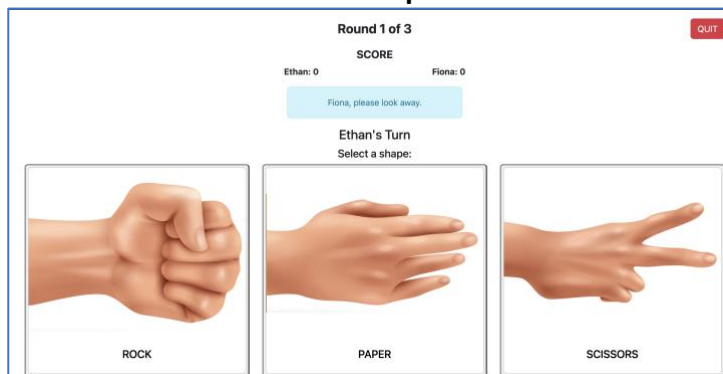 Round 1 of 3
QUIT
SCORE
Ethan: 0 Fiona: 0
Fiona, please look away.
Ethan's Turn
Select a shape:
ROCK PAPER SCISSORS